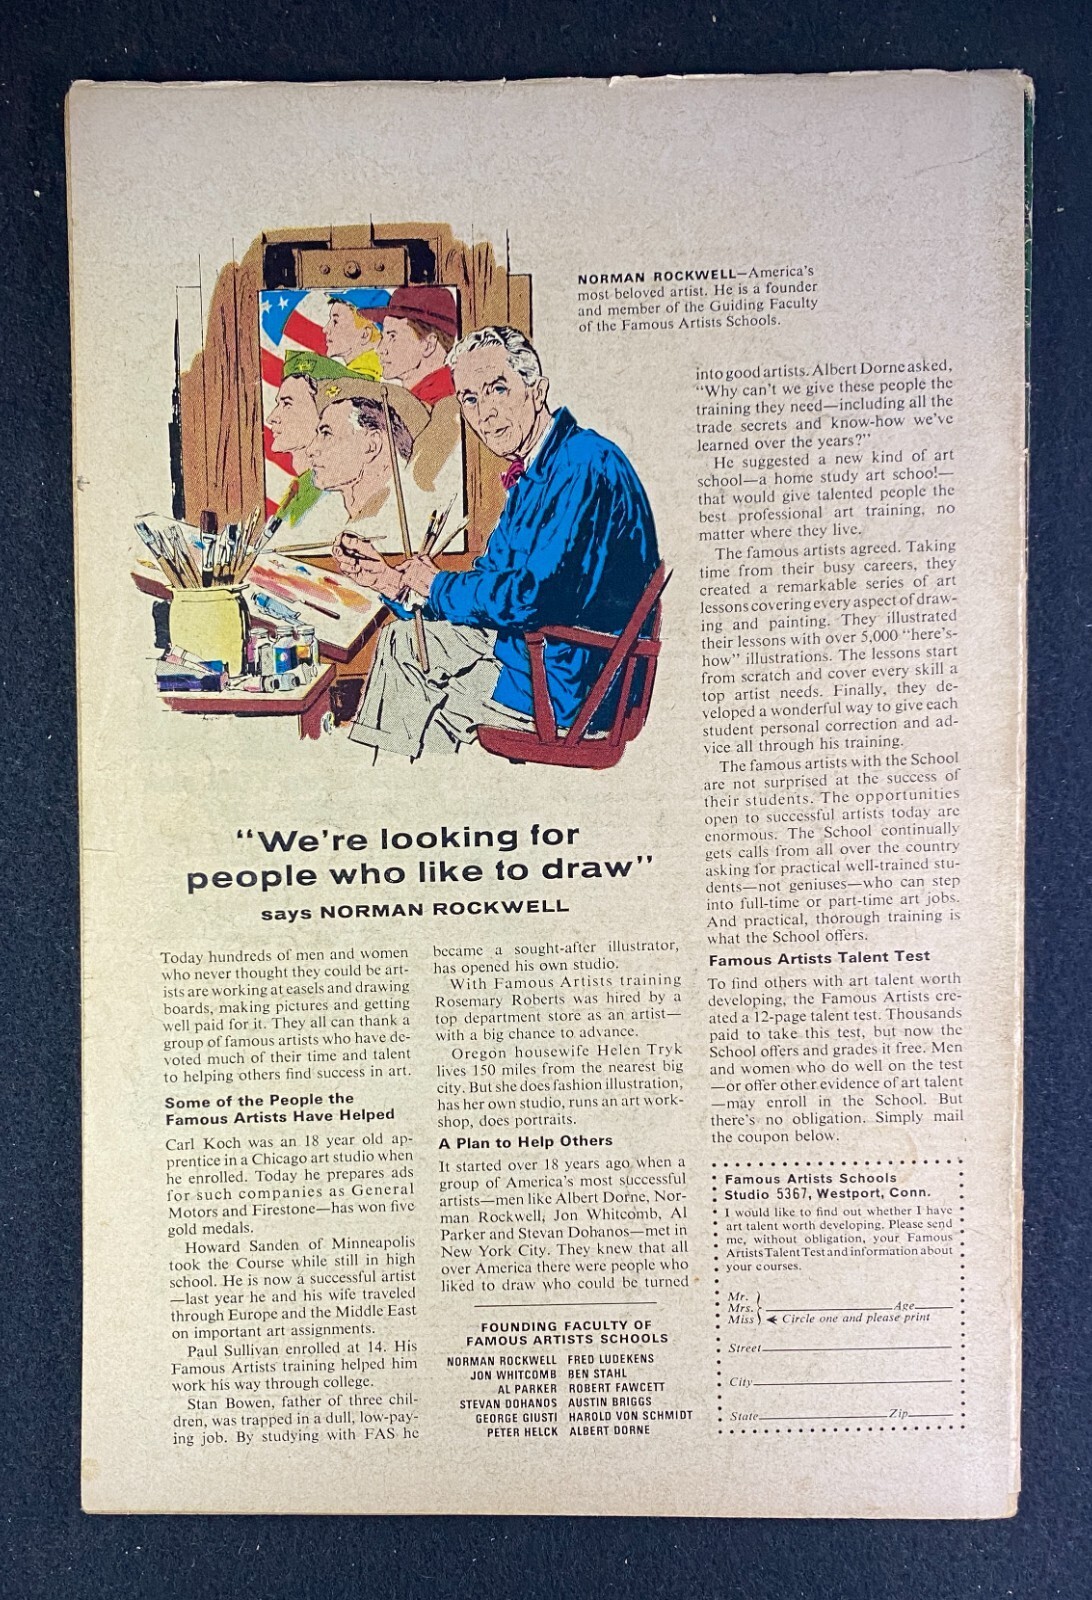 NORMAN ROCKWELL—America's
most beloved artist. He is a founder
and member of the Guiding Faculty
of the Famous Artists Schools.
"We're looking for
people who like to draw"
says NORMAN ROCKWELL
Today hundreds of men and women
who never thought they could be art-
ists are working at easels and drawing
boards, making pictures and getting
well paid for it. They all can thank a
group of famous artists who have de-
voted much of their time and talent
to helping others find success in art.
Some of the People the
Famous Artists Have Helped
Carl Koch was an 18 year old ap-
prentice in a Chicago art studio when
he enrolled. Today he prepares ads
for such companies as General
Motors and Firestone—has won five
gold medals.
Howard Sanden of Minneapolis
took the Course while still in high
school. He is now a successful artist
—last year he and his wife traveled
through Europe and the Middle East
on important art assignments.
Paul Sullivan enrolled at 14. His
Famous Artists training helped him
work his way through college.
Stan Bowen, father of three chil-
dren, was trapped in a dull, low-pay-
ing job. By studying with FAS he
became a sought-after illustrator,
has opened his own studio.
With Famous Artists training
Rosemary Roberts was hired by a
top department store as an artist—
with a big chance to advance.
Oregon housewife Helen Tryk
lives 150 miles from the nearest big
city. But she does fashion illustration,
has her own studio, runs an art work-
shop, does portraits.
A Plan to Help Others
It started over 18 years ago when a
group of America's most successful
artists—men like Albert Dorne, Nor-
man Rockwell, Jon Whitcomb, Al
Parker and Stevan Dohanos—met in
New York City. They knew that all
over America there were people who
liked to draw who could be turned
into good artists. Albert Dorne asked,
"Why can't we give these people the
training they need—including all the
trade secrets and know-how we've
learned over the years?"
He suggested a new kind of art
school—a home study art school—
that would give talented people the
best professional art training, no
matter where they live.
The famous artists agreed. Taking
time from their busy careers, they
created a remarkable series of art
lessons covering every aspect of draw-
ing and painting. They illustrated
their lessons with over 5,000 "here's-
how" illustrations. The lessons start
from scratch and cover every skill a
top artist needs. Finally, they de-
veloped a wonderful way to give each
student personal correction and ad-
vice all through his training.
The famous artists with the School
are not surprised at the success of
their students. The opportunities
open to successful artists today are
enormous. The School continually
gets calls from all over the country
asking for practical well-trained stu-
dents—not geniuses—who can step
into full-time or part-time art jobs.
And practical, thorough training is
what the School offers.
Famous Artists Talent Test
To find others with art talent worth
developing, the Famous Artists cre-
ated a 12-page talent test. Thousands
paid to take this test, but now the
School offers and grades it free. Men
and women who do well on the test
—or offer other evidence of art talent
—may enroll in the School. But
there's no obligation. Simply mail
the coupon below.
FOUNDING FACULTY OF
FAMOUS ARTISTS SCHOOLS
NORMAN ROCKWELL FRED LUDEKENS
JON WHITCOMB BEN STAHL
AL PARKER ROBERT FAWCETT
STEVAN DOHANOS AUSTIN BRIGGS
GEORGE GIUSTI HAROLD VON SCHMIDT
PETER HELCK ALBERT DORNE
Famous Artists Schools
Studio 5367, Westport, Conn.
I would like to find out whether I have
art talent worth developing. Please send
me, without obligation, your Famous
Artists Talent Test and information about
your courses.
Mr.
Mrs. Age
Miss Circle one and please print
Street
City
State Zip